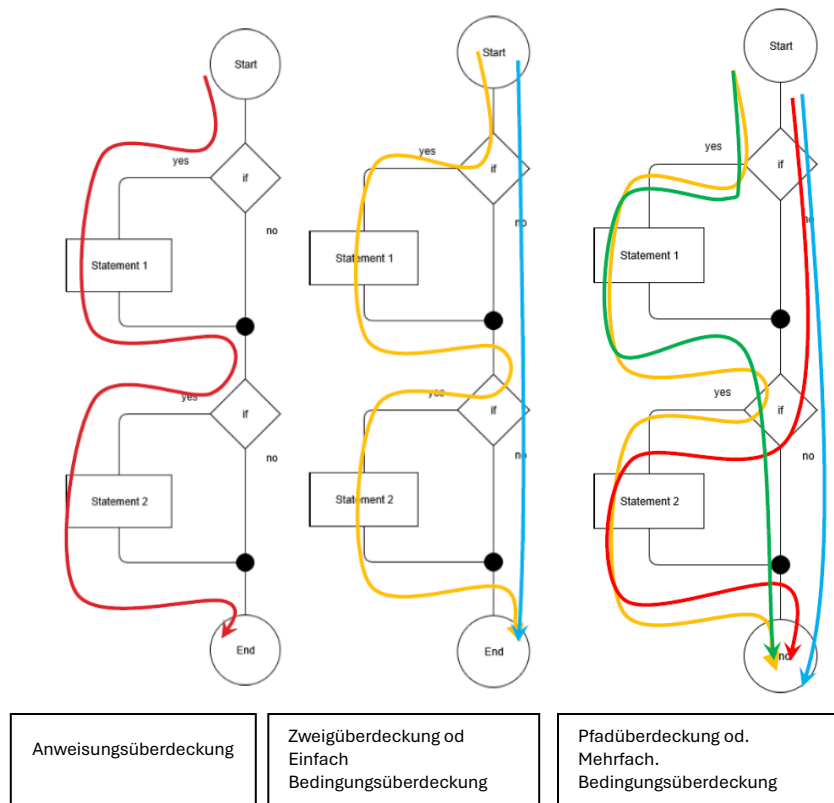 Start
yes
if
no
Statement 1
yes
if
no
Statement 2
End
Anweisungsüberdeckung
Start
yes
if
no
Statement 1
yes
if
no
Statement 2
End
Zweigüberdeckung od
Einfach
Bedingungsüberdeckung
Start
yes
if
no
Statement 1
yes
if
no
Statement 2
End
Pfadüberdeckung od.
Mehrfach.
Bedingungsüberdeckung